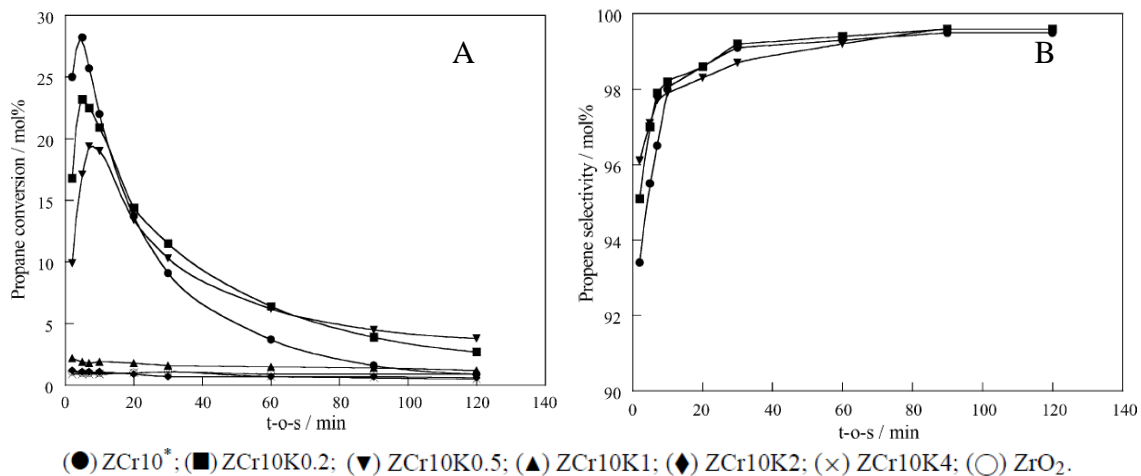 A
Propane conversion / mol%
30
25
20
15
10
5
0
0 20 40 60 80 100 120 140
t-o-s / min
B
Propene selectivity / mol%
100
98
96
94
92
90
0 20 40 60 80 100 120 140
t-o-s / min
(●) ZCr10*; (■) ZCr10K0.2; (▼) ZCr10K0.5; (▲) ZCr10K1; (◆) ZCr10K2; (×) ZCr10K4; (○) ZrO₂.